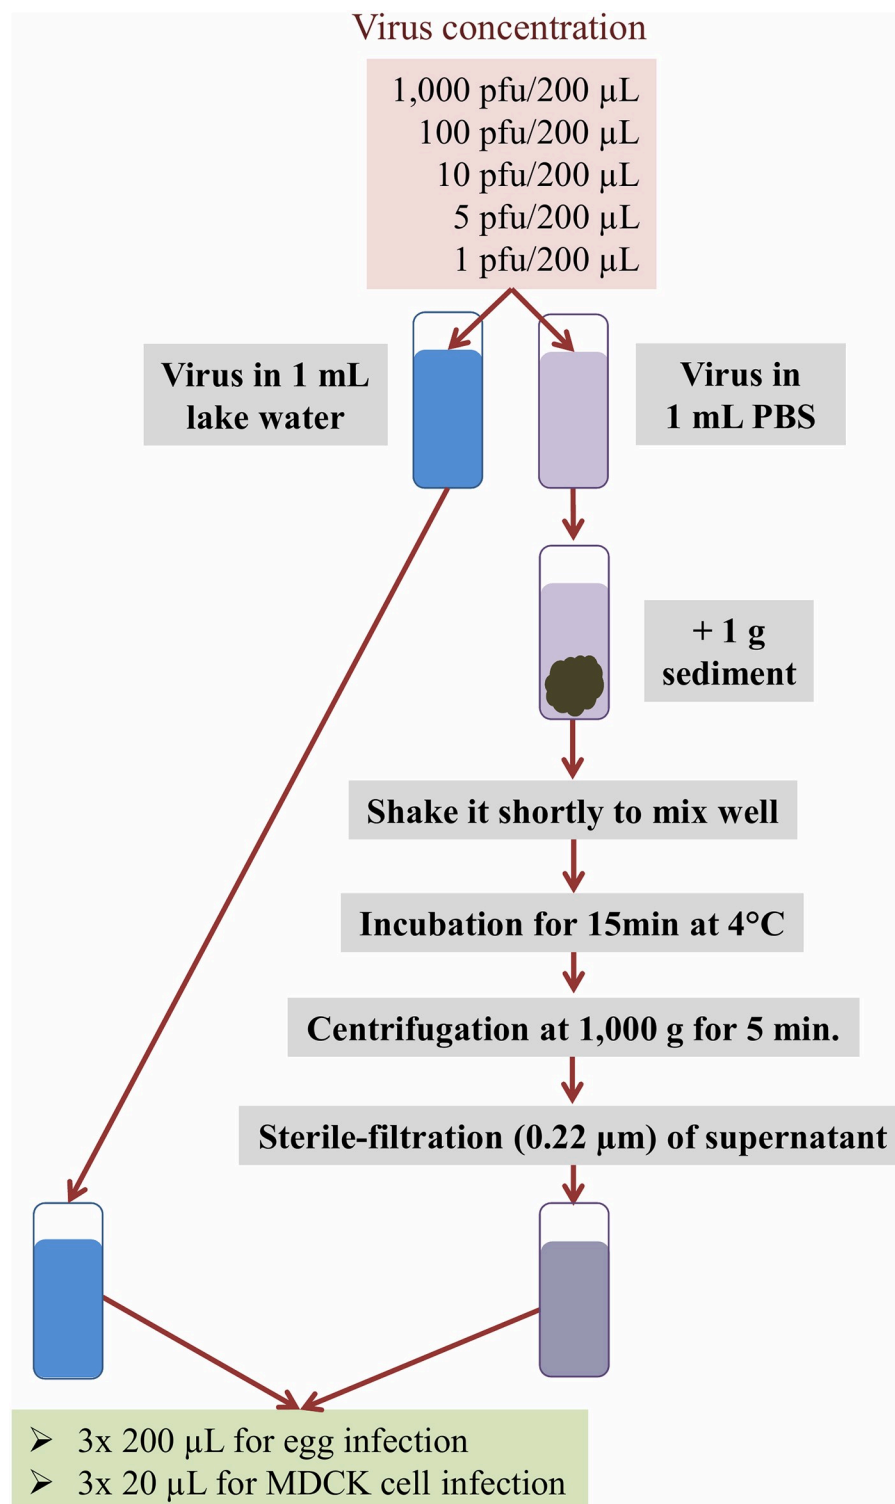 Virus concentration
1,000 pfu/200 µL
100 pfu/200 µL
10 pfu/200 µL
5 pfu/200 µL
1 pfu/200 µL
Virus in 1 mL
lake water
Virus in
1 mL PBS
+ 1 g
sediment
Shake it shortly to mix well
Incubation for 15min at 4°C
Centrifugation at 1,000 g for 5 min.
Sterile-filtration (0.22 µm) of supernatant
➢ 3x 200 µL for egg infection
➢ 3x 20 µL for MDCK cell infection